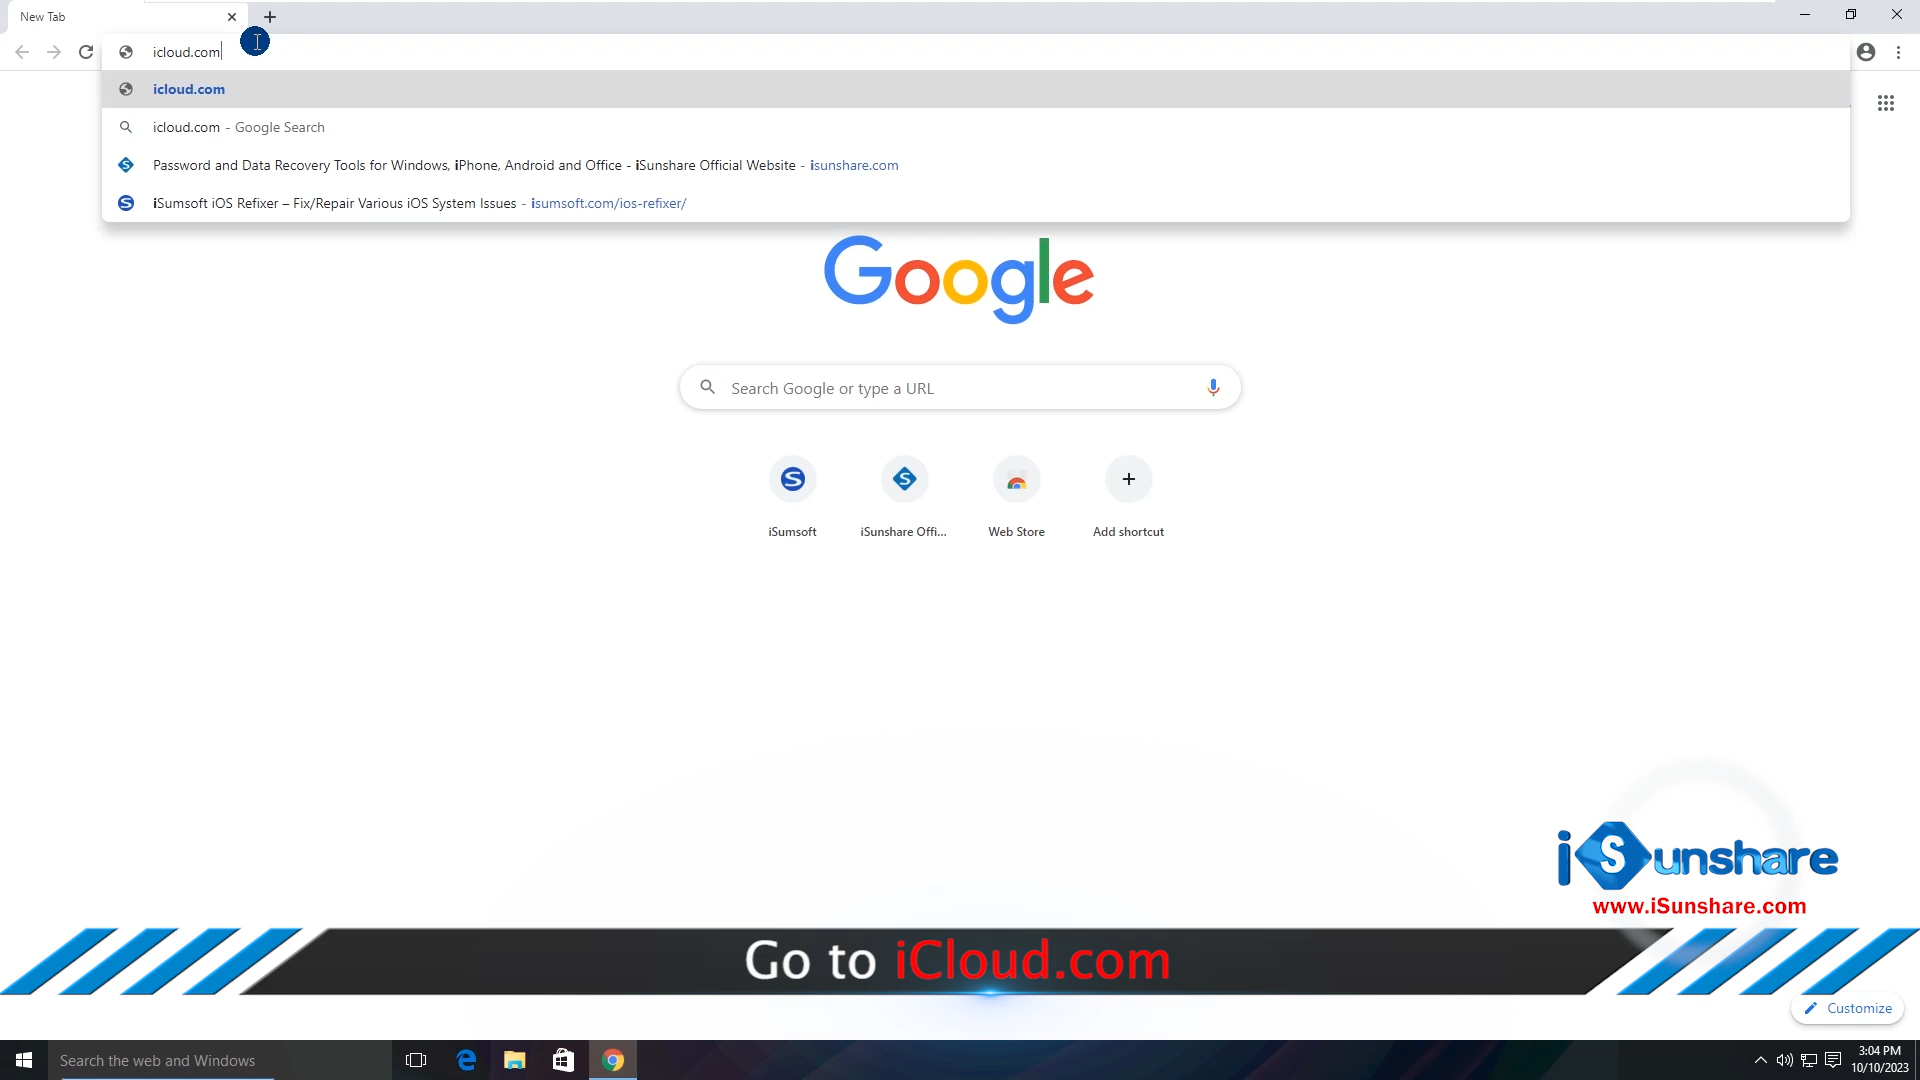 New Tab
icloud.com
icloud.com
icloud.com - Google Search
Password and Data Recovery Tools for Windows, iPhone, Android and Office - iSunshare Official Website - isunshare.com
iSumsoft iOS Refixer – Fix/Repair Various iOS System Issues - isumsoft.com/ios-refixer/
Google
Search Google or type a URL
iSumsoft
iSunshare Offi...
Web Store
Add shortcut
iSunshare
www.iSunshare.com
Go to iCloud.com
Customize
Search the web and Windows
3:04 PM
10/10/2023